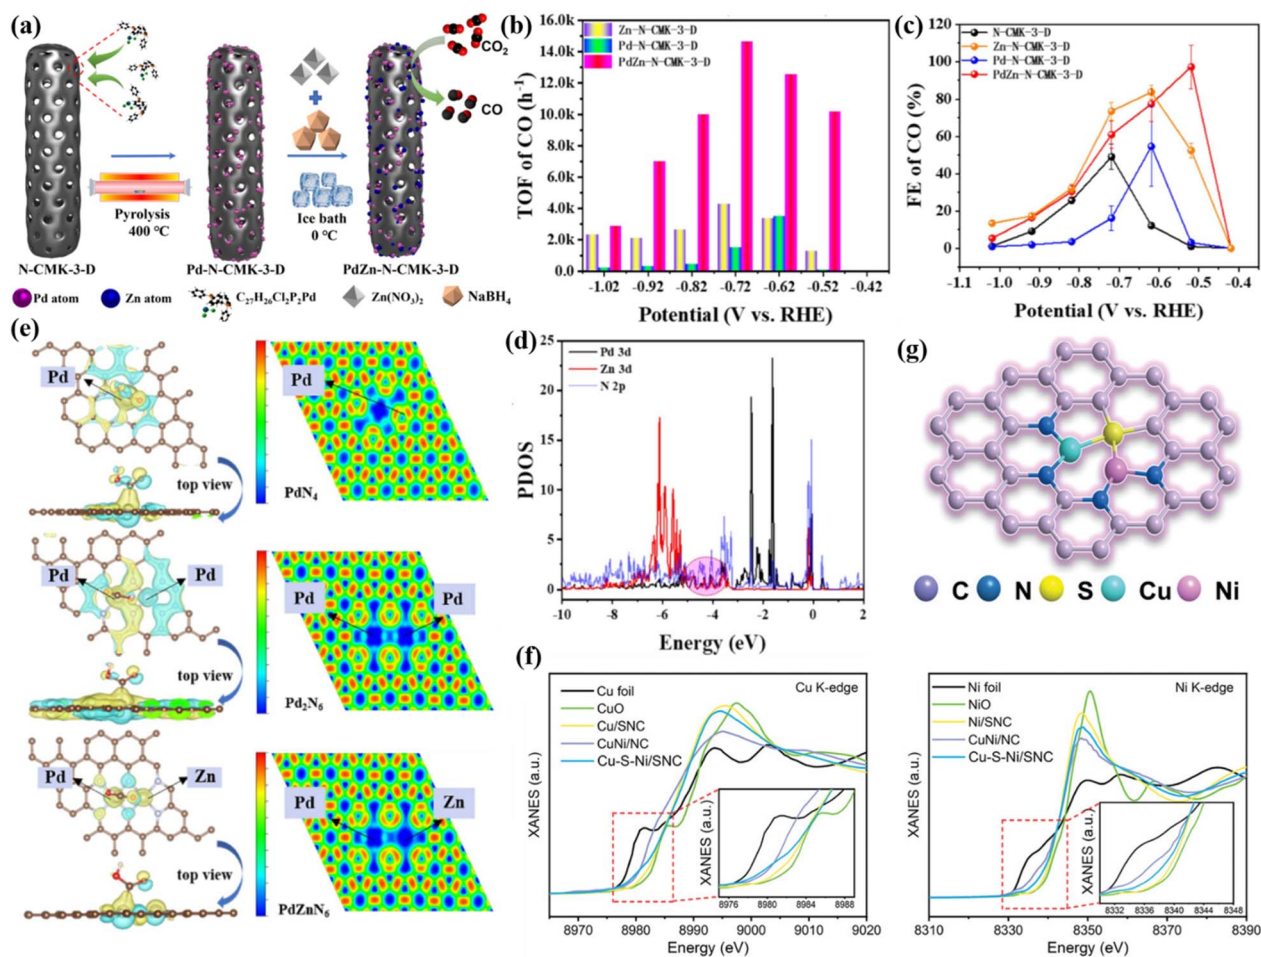 (a)
CO2
CO
Pyrolysis
400 °C
Ice bath
0 °C
N-CMK-3-D
Pd-N-CMK-3-D
PdZn-N-CMK-3-D
Pd atom
Zn atom
C27H26Cl2P2Pd
Zn(NO3)2
NaBH4
(b)
TOF of CO (h-1)
16.0k
14.0k
12.0k
10.0k
8.0k
6.0k
4.0k
2.0k
0.0
Zn-N-CMK-3-D
Pd-N-CMK-3-D
PdZn-N-CMK-3-D
-1.02 -0.92 -0.82 -0.72 -0.62 -0.52 -0.42
Potential (V vs. RHE)
(c)
FE of CO (%)
120
100
80
60
40
20
0
N-CMK-3-D
Zn-N-CMK-3-D
Pd-N-CMK-3-D
PdZn-N-CMK-3-D
-1.1 -1.0 -0.9 -0.8 -0.7 -0.6 -0.5 -0.4
Potential (V vs. RHE)
(e)
Pd
top view
Pd
PdN4
Pd
Pd
top view
Pd
Pd
Pd2N6
Pd
Zn
top view
Pd
Zn
PdZnN6
(d)
PDOS
25
20
15
10
5
0
Pd 3d
Zn 3d
N 2p
-10 -8 -6 -4 -2 0 2
Energy (eV)
(g)
C N S Cu Ni
(f)
XANES (a.u.)
Cu foil
CuO
Cu/SNC
CuNi/NC
Cu-S-Ni/SNC
Cu K-edge
XANES (a.u.)
8976 8980 8984 8988
8970 8980 8990 9000 9010 9020
Energy (eV)
XANES (a.u.)
Ni foil
NiO
Ni/SNC
CuNi/NC
Cu-S-Ni/SNC
Ni K-edge
XANES (a.u.)
8332 8336 8340 8344 8348
8310 8330 8350 8370 8390
Energy (eV)